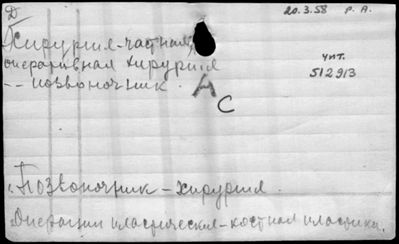 Д
20.3.58 Р. А.
Хирургия-частная,
оперативная хирургия
-- позвоночник.
чит.
512913
А С
Позвоночник - хирургия.
Операции пластические - костная пластика.